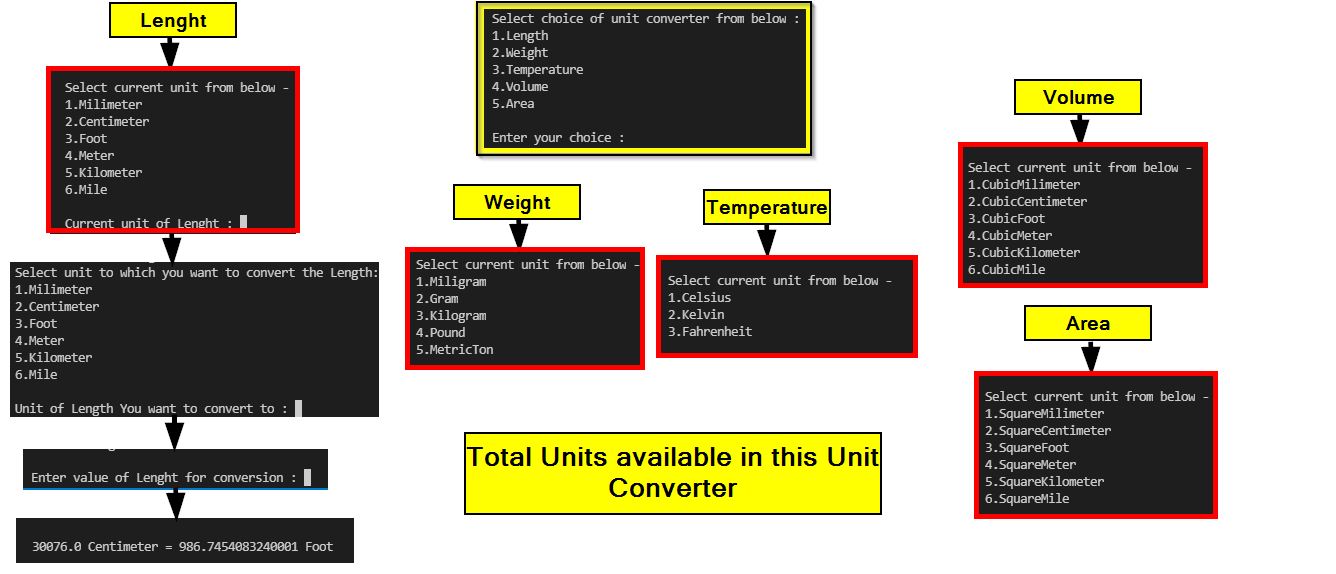 Lenght
Select current unit from below -
1.Milimeter
2.Centimeter
3.Foot
4.Meter
5.Kilometer
6.Mile
Current unit of Lenght :
Select unit to which you want to convert the Length:
1.Milimeter
2.Centimeter
3.Foot
4.Meter
5.Kilometer
6.Mile
Unit of Length You want to convert to :
Enter value of Lenght for conversion :
30076.0 Centimeter = 986.7454083240001 Foot
Select choice of unit converter from below :
1.Length
2.Weight
3.Temperature
4.Volume
5.Area
Enter your choice :
Weight
Select current unit from below -
1.Miligram
2.Gram
3.Kilogram
4.Pound
5.MetricTon
Temperature
Select current unit from below -
1.Celsius
2.Kelvin
3.Fahrenheit
Total Units available in this Unit
Converter
Volume
Select current unit from below -
1.CubicMilimeter
2.CubicCentimeter
3.CubicFoot
4.CubicMeter
5.CubicKilometer
6.CubicMile
Area
Select current unit from below -
1.SquareMilimeter
2.SquareCentimeter
3.SquareFoot
4.SquareMeter
5.SquareKilometer
6.SquareMile